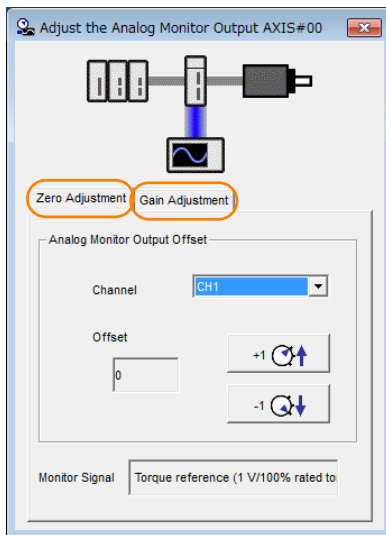 Adjust the Analog Monitor Output AXIS#00
Zero Adjustment Gain Adjustment
Analog Monitor Output Offset
Channel CH1
Offset
0
+1
-1
Monitor Signal Torque reference (1 V/100% rated to